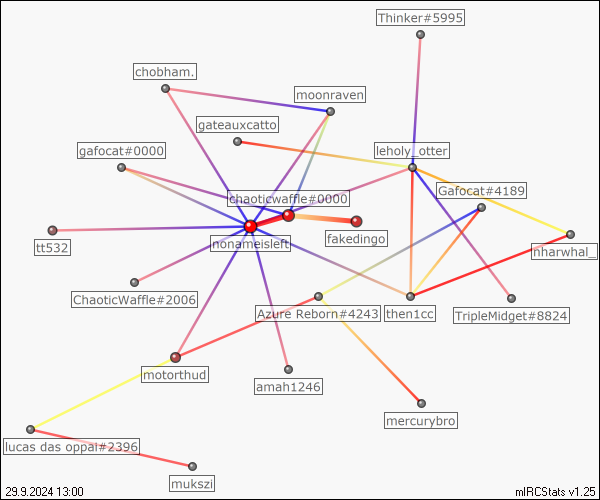 Thinker#5995
chobham.
moonraven
gateauxcatto
gafocat#0000
leholy_otter
Gafocat#4189
chaoticwaffle#0000
fakedingo
nonameisleft
tt532
nharwhal_
ChaoticWaffle#2006
Azure Reborn#4243
then1cc
TripleMidget#8824
motorthud
amah1246
mercurybro
lucas das oppai#2396
mukszi
29.9.2024 13:00
mIRCStats v1.25